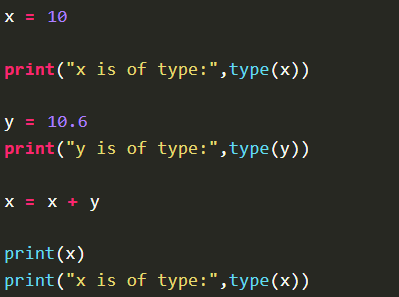 x = 10
print("x is of type:",type(x))
y = 10.6
print("y is of type:",type(y))
x = x + y
print(x)
print("x is of type:",type(x))